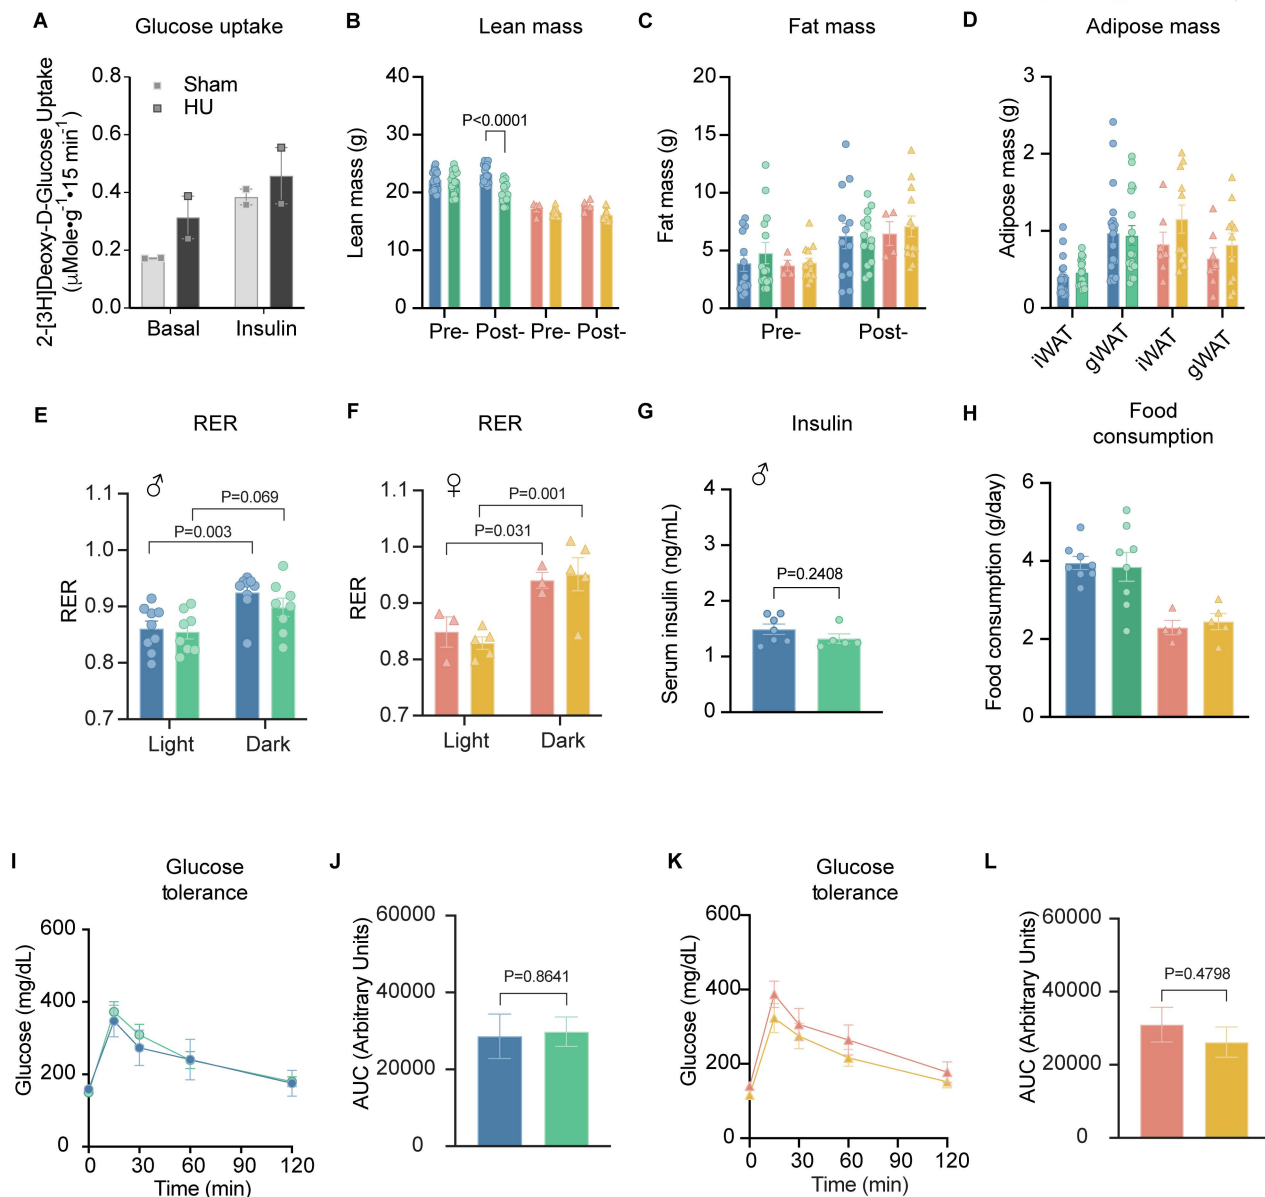 A
Glucose uptake
2-[3H]Deoxy-D-Glucose Uptake
(µMole•g⁻¹•15 min⁻¹)
0.8
0.6
0.4
0.2
0.0
Sham
HU
Basal
Insulin
B
Lean mass
Lean mass (g)
40
30
20
10
0
P<0.0001
Pre-
Post-
Pre-
Post-
C
Fat mass
Fat mass (g)
20
15
10
5
0
Pre-
Post-
D
Adipose mass
Adipose mass (g)
3
2
1
0
iWAT
gWAT
iWAT
gWAT
E
RER
♂
RER
1.1
1.0
0.9
0.8
0.7
P=0.069
P=0.003
Light
Dark
F
RER
♀
RER
1.1
1.0
0.9
0.8
0.7
P=0.001
P=0.031
Light
Dark
G
Insulin
♂
Serum insulin (ng/mL)
4
3
2
1
0
P=0.2408
H
Food
consumption
Food consumption (g/day)
6
4
2
0
I
Glucose
tolerance
Glucose (mg/dL)
600
400
200
0
0
30
60
90
120
Time (min)
J
AUC (Arbitrary Units)
60000
40000
20000
0
P=0.8641
K
Glucose
tolerance
Glucose (mg/dL)
600
400
200
0
0
30
60
90
120
Time (min)
L
AUC (Arbitrary Units)
60000
40000
20000
0
P=0.4798